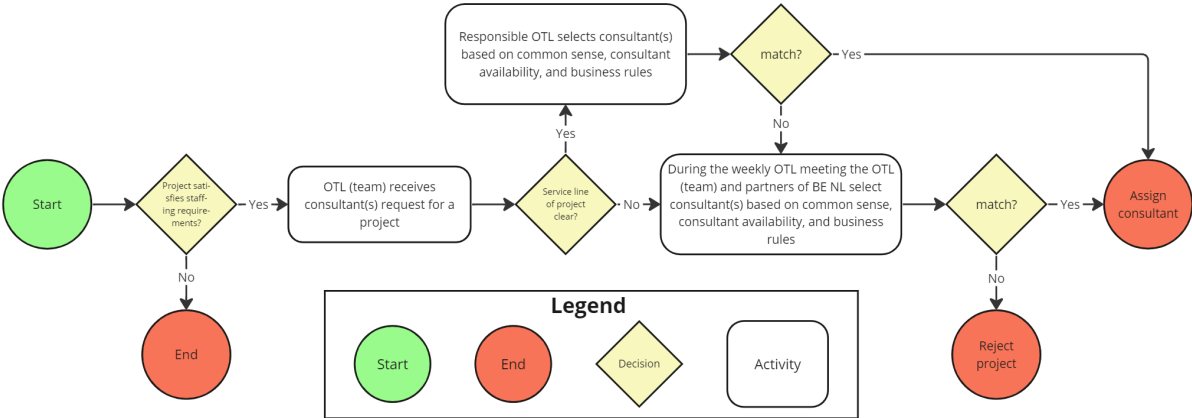 Responsible OTL selects consultant(s)
based on common sense, consultant
availability, and business rules
match?
Yes
No
Yes
Start
Project sati-
sfies staff-
ing require-
ments?
Yes
OTL (team) receives
consultant(s) request for a
project
Service line
of project
clear?
No
During the weekly OTL meeting the OTL
(team) and partners of BE NL select
consultant(s) based on common sense,
consultant availability, and business
rules
match?
Yes
Assign
consultant
No
No
End
Reject
project
Legend
Start
End
Decision
Activity